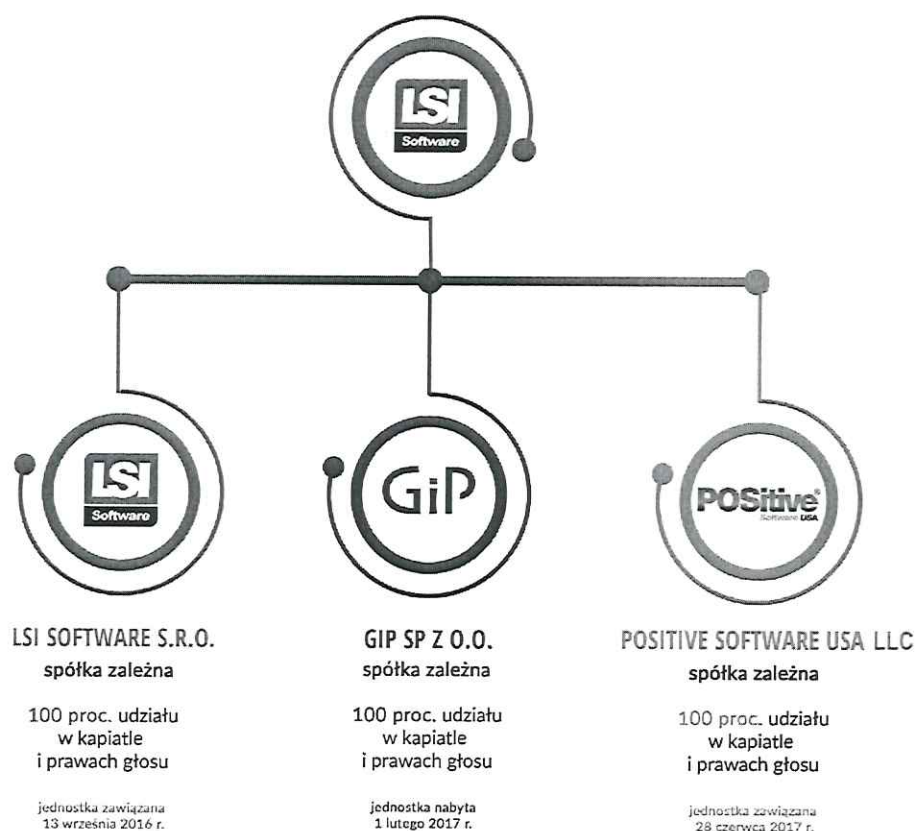 LSI
Software
LSI
Software
GiP
POSitive®
Software USA
LSI SOFTWARE S.R.O.
spółka zależna
100 proc. udziału
w kapiatle
i prawach głosu
jednostka zawiązana
13 września 2016 r.
GIP SP Z O.O.
spółka zależna
100 proc. udziału
w kapiatle
i prawach głosu
jednostka nabyta
1 lutego 2017 r.
POSITIVE SOFTWARE USA LLC
spółka zależna
100 proc. udziału
w kapiatle
i prawach głosu
jednostka zawiązana
28 czerwca 2017 r.